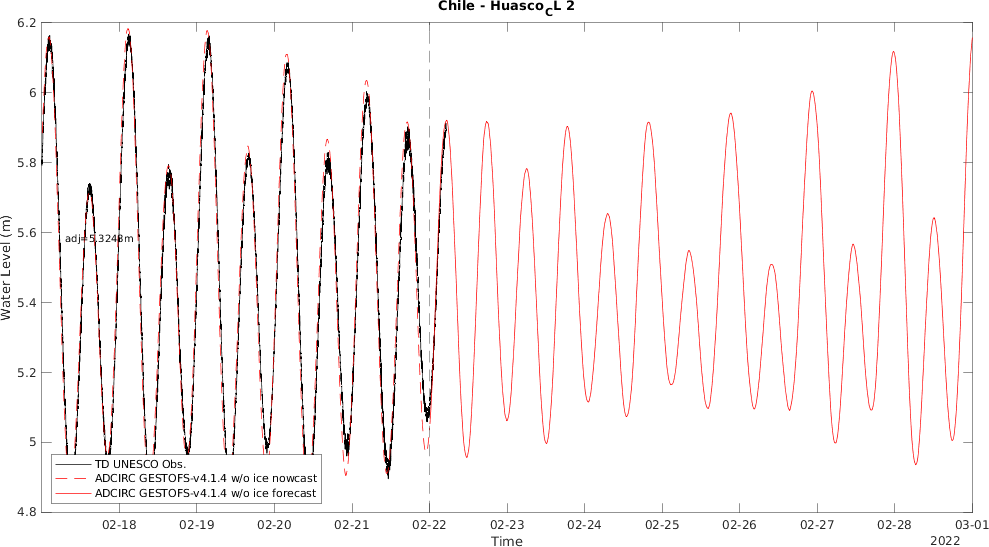 Chile - HuascoCL 2
6.2
6
5.8
5.6
5.4
5.2
5
4.8
Water Level (m)
adj=5.3248m
TD UNESCO Obs.
ADCIRC GESTOFS-v4.1.4 w/o ice nowcast
ADCIRC GESTOFS-v4.1.4 w/o ice forecast
02-18 02-19 02-20 02-21 02-22 02-23 02-24 02-25 02-26 02-27 02-28 03-01
Time
2022